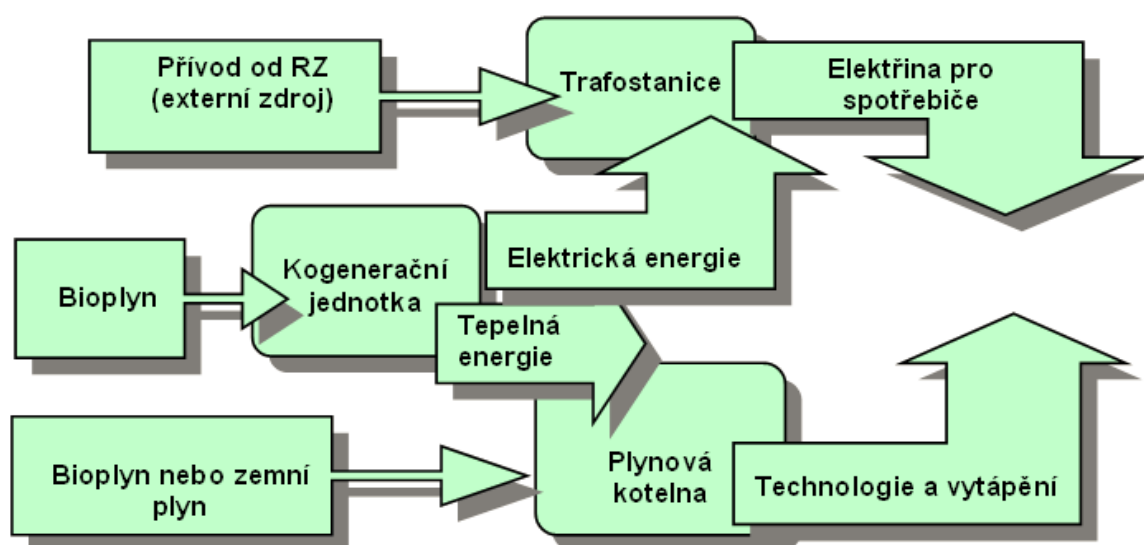 Přívod od RZ
(externí zdroj)
Trafostanice
Elektřina pro
spotřebiče
Bioplyn
Kogenerační
jednotka
Elektrická energie
Tepelná
energie
Bioplyn nebo zemní
plyn
Plynová
kotelna
Technologie a vytápění